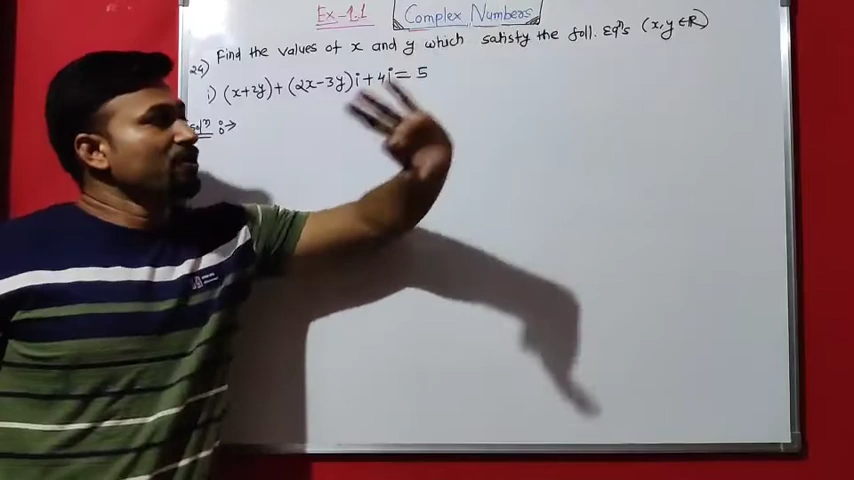 Ex-1.1
Complex Numbers
24) Find the values of x and y which satisfy the foll. Eqⁿs (x, y ∈ R)
i) (x+2y)+(2x-3y)i+4i=5
Solⁿ i→